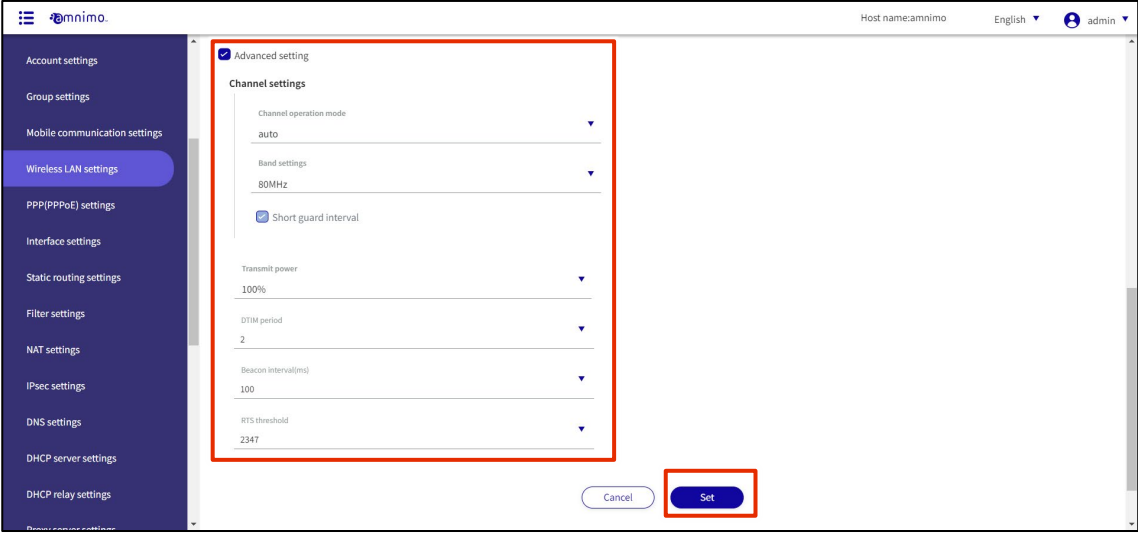 amnimo.
Host name:amnimo
English
admin
Account settings
Group settings
Mobile communication settings
Wireless LAN settings
PPP(PPPoE) settings
Interface settings
Static routing settings
Filter settings
NAT settings
IPsec settings
DNS settings
DHCP server settings
DHCP relay settings
Proxy server settings
Advanced setting
Channel settings
Channel operation mode
auto
Band settings
80MHz
Short guard interval
Transmit power
100%
DTIM period
2
Beacon interval(ms)
100
RTS threshold
2347
Cancel
Set